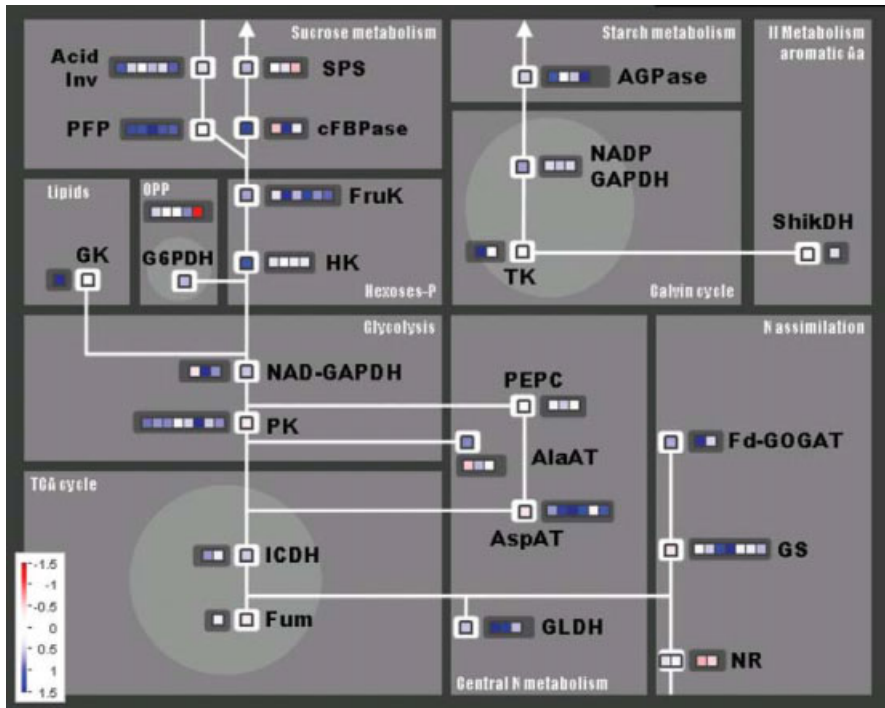 Sucrose metabolism
Starch metabolism
II Metabolism
aromatic Aa
Acid
Inv
SPS
AGPase
PFP
cFBPase
NADP
GAPDH
Lipids
OPP
FruK
ShikDH
GK
G6PDH
HK
TK
Hexoses-P
Calvin cycle
Glycolysis
N assimilation
NAD-GAPDH
PEPC
PK
Fd-GOGAT
AlaAT
TCA cycle
AspAT
ICDH
GS
-1.5
-1
-0.5
0
0.5
1
1.5
Fum
GLDH
NR
Central N metabolism